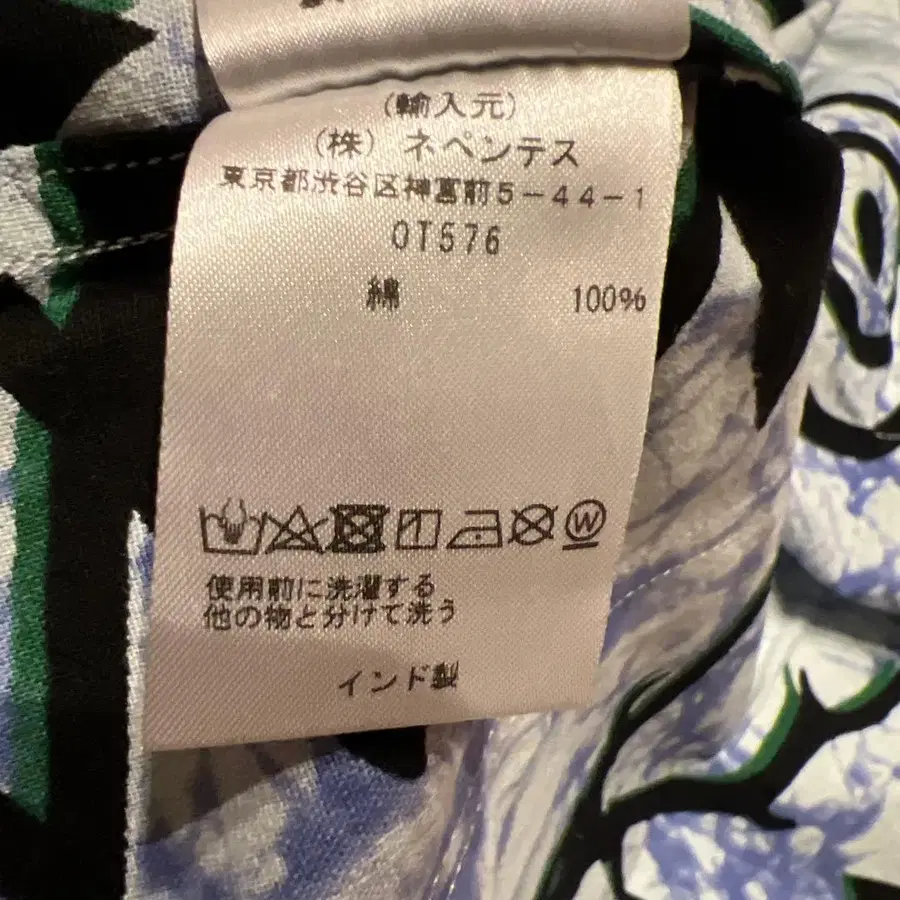 (輸入元)
(株) ネペンテス
東京都渋谷区神宮前5-44-1
OT576
綿 100%
W
使用前に洗濯する
他の物と分けて洗う
インド製